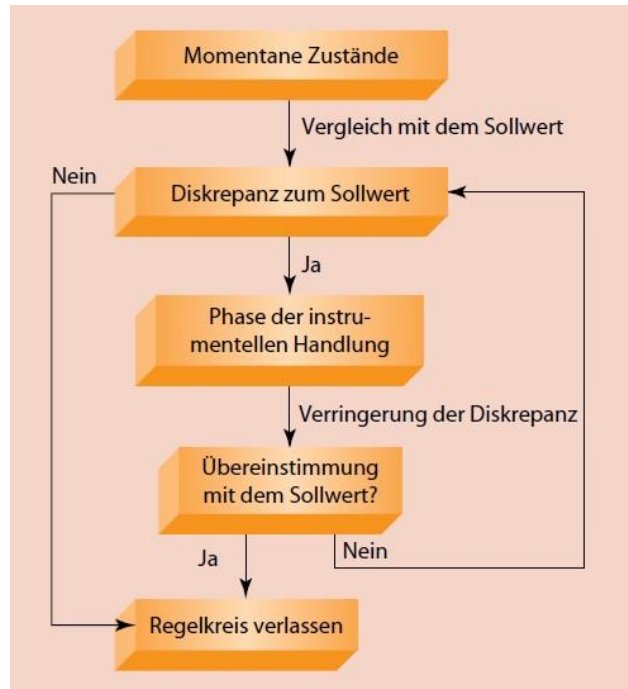 Momentane Zustände
Vergleich mit dem Sollwert
Nein
Diskrepanz zum Sollwert
Ja
Phase der instru-
mentellen Handlung
Verringerung der Diskrepanz
Übereinstimmung
mit dem Sollwert?
Ja
Nein
Regelkreis verlassen